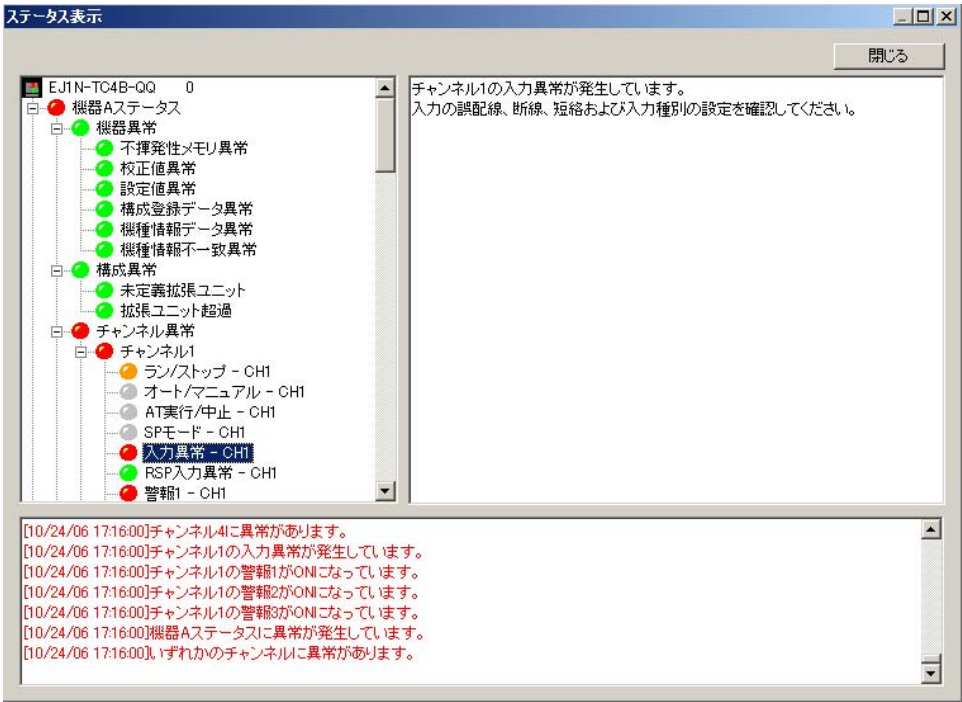 ステータス表示
閉じる
EJ1N-TC4B-QQ 0
機器Aステータス
機器異常
不揮発性メモリ異常
校正値異常
設定値異常
構成登録データ異常
機種情報データ異常
機種情報不一致異常
構成異常
未定義拡張ユニット
拡張ユニット超過
チャンネル異常
チャンネル1
ラン/ストップ - CH1
オート/マニュアル - CH1
AT実行/中止 - CH1
SPモード - CH1
入力異常 - CH1
RSP入力異常 - CH1
警報1 - CH1
チャンネル1の入力異常が発生しています。
入力の誤配線、断線、短絡および入力種別の設定を確認してください。
[10/24/06 17:16:00]チャンネル4に異常があります。
[10/24/06 17:16:00]チャンネル1の入力異常が発生しています。
[10/24/06 17:16:00]チャンネル1の警報1がONになっています。
[10/24/06 17:16:00]チャンネル1の警報2がONになっています。
[10/24/06 17:16:00]チャンネル1の警報3がONになっています。
[10/24/06 17:16:00]機器Aステータスに異常が発生しています。
[10/24/06 17:16:00]いずれかのチャンネルに異常があります。